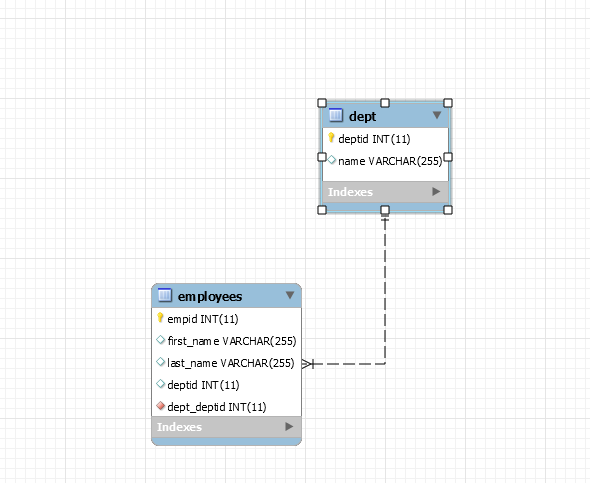 dept
deptid INT(11)
name VARCHAR(255)
Indexes
employees
empid INT(11)
first_name VARCHAR(255)
last_name VARCHAR(255)
deptid INT(11)
dept_deptid INT(11)
Indexes